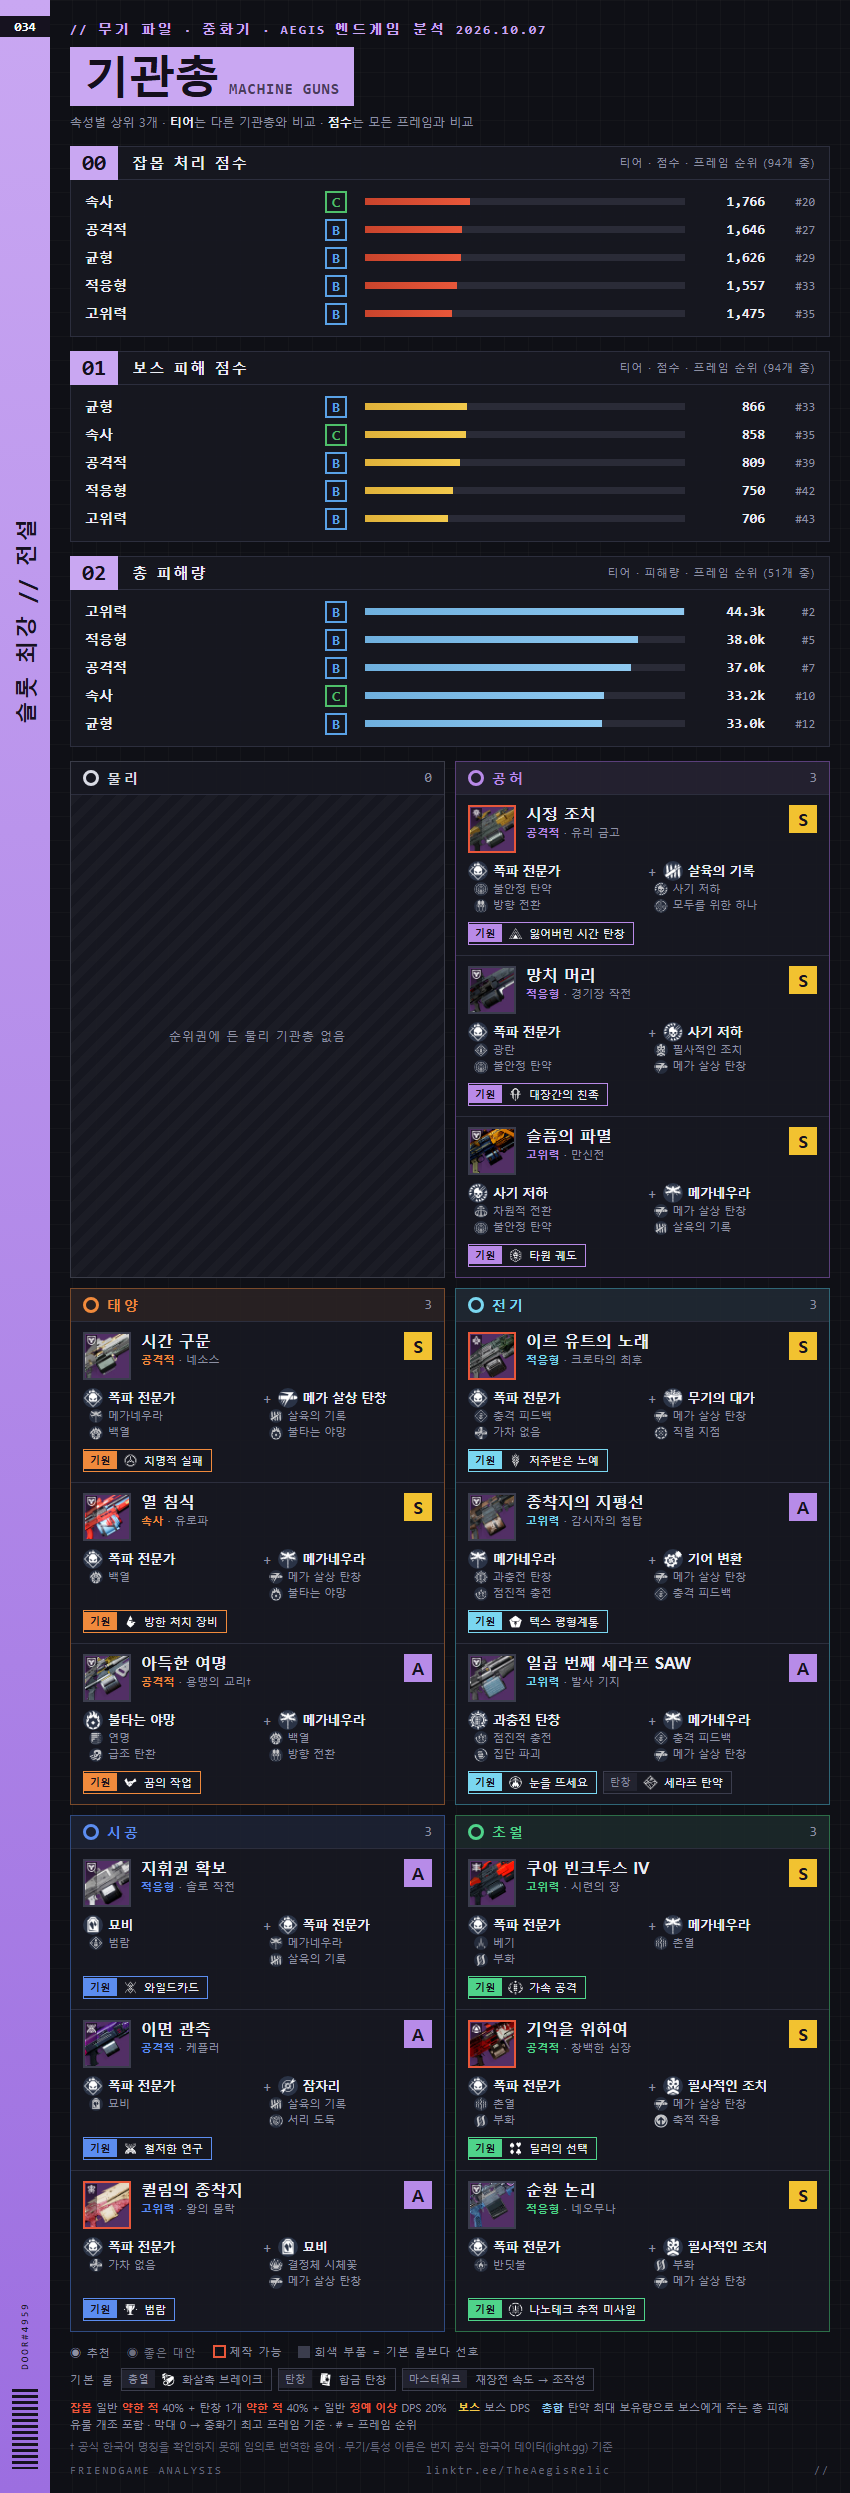 034
// 무기 파일 · 중화기 · AEGIS 엔드게임 분석 2026.10.07
기관총 MACHINE GUNS
속성별 상위 3개 · 티어는 다른 기관총과 비교 · 점수는 모든 프레임과 비교
00 잡몹 처리 점수 티어 · 점수 · 프레임 순위 (94개 중)
속사 C 1,766 #20
공격적 B 1,646 #27
균형 B 1,626 #29
적응형 B 1,557 #33
고위력 B 1,475 #35
01 보스 피해 점수 티어 · 점수 · 프레임 순위 (94개 중)
균형 B 866 #33
속사 C 858 #35
공격적 B 809 #39
적응형 B 750 #42
고위력 B 706 #43
02 총 피해량 티어 · 피해량 · 프레임 순위 (51개 중)
고위력 B 44.3k #2
적응형 B 38.0k #5
공격적 B 37.0k #7
속사 C 33.2k #10
균형 B 33.0k #12
슬롯 최강 // 전설
물리 0
순위권에 든 물리 기관총 없음
공허 3
시정 조치 S
공격적 · 유리 금고
폭파 전문가 + 살육의 기록
불안정 탄약 사기 저하
방향 전환 모두를 위한 하나
기원 잃어버린 시간 탄창
망치 머리 S
적응형 · 경기장 작전
폭파 전문가 + 사기 저하
광란 필사적인 조치
불안정 탄약 메가 살상 탄창
기원 대장간의 친족
슬픔의 파멸 S
고위력 · 만신전
사기 저하 + 메가네우라
차원적 전환 메가 살상 탄창
불안정 탄약 살육의 기록
기원 타원 궤도
태양 3
시간 구문 S
공격적 · 네소스
폭파 전문가 + 메가 살상 탄창
메가네우라 살육의 기록
백열 불타는 야망
기원 치명적 실패
열 침식 S
속사 · 유로파
폭파 전문가 + 메가네우라
백열 메가 살상 탄창
불타는 야망
기원 방한 처치 장비
아득한 여명 A
공격적 · 용맹의 교리†
불타는 야망 + 메가네우라
연명 백열
급조 탄환 방향 전환
기원 꿈의 작업
전기 3
이르 유트의 노래 S
적응형 · 크로타의 최후
폭파 전문가 + 무기의 대가
충격 피드백 메가 살상 탄창
가차 없음 직렬 지점
기원 저주받은 노예
종착지의 지평선 A
고위력 · 감시자의 첨탑
메가네우라 + 기어 변환
과충전 탄창 메가 살상 탄창
점진적 충전 충격 피드백
기원 텍스 평형계통
일곱 번째 세라프 SAW A
고위력 · 발사 기지
과충전 탄창 + 메가네우라
점진적 충전 충격 피드백
집단 파괴 메가 살상 탄창
기원 눈을 뜨세요 탄창 세라프 탄약
시공 3
지휘권 확보 A
적응형 · 솔로 작전
묘비 + 폭파 전문가
범람 메가네우라
살육의 기록
기원 와일드카드
이면 관측 A
공격적 · 케플러
폭파 전문가 + 잠자리
묘비 살육의 기록
서리 도둑
기원 철저한 연구
퀼림의 종착지 A
고위력 · 왕의 몰락
폭파 전문가 + 묘비
가차 없음 결정체 시체꽃
메가 살상 탄창
기원 범람
초월 3
쿠아 빈크투스 IV S
고위력 · 시련의 장
폭파 전문가 + 메가네우라
베기 촌열
부화
기원 가속 공격
기억을 위하여 S
공격적 · 창백한 심장
폭파 전문가 + 필사적인 조치
촌열 메가 살상 탄창
부화 축적 작용
기원 딜러의 선택
순환 논리 S
적응형 · 네오무나
폭파 전문가 + 필사적인 조치
반딧불 부화
메가 살상 탄창
기원 나노테크 추적 미사일
DOOR#4959
추천 좋은 대안 제작 가능 회색 부품 = 기본 롤보다 선호
기본 롤 총열 화살촉 브레이크 탄창 합금 탄창 마스터워크 재장전 속도 → 조작성
잡몹 일반 약한 적 40% + 탄창 1개 약한 적 40% + 일반 정예 이상 DPS 20% 보스 보스 DPS 총합 탄약 최대 보유량으로 보스에게 주는 총 피해
유물 개조 포함 · 막대 0 → 중화기 최고 프레임 기준 · # = 프레임 순위
† 공식 한국어 명칭을 확인하지 못해 임의로 번역한 용어 · 무기/특성 이름은 번지 공식 한국어 데이터(light.gg) 기준
FRIENDGAME ANALYSIS linktr.ee/TheAegisRelic //